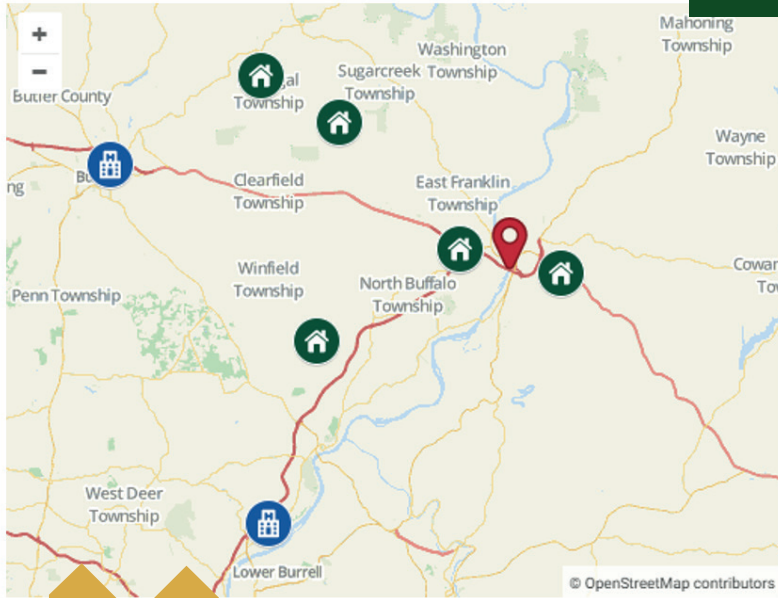 +
Mahoning
Township
Washington
Township
−
Sugarcreek
Township
Township
Butler County
Wayne
Township
Clearfield
Township
East Franklin
Township
Winfield
Township
North Buffalo
Township
Penn Township
West Deer
Township
Lower Burrell
© OpenStreetMap contributors